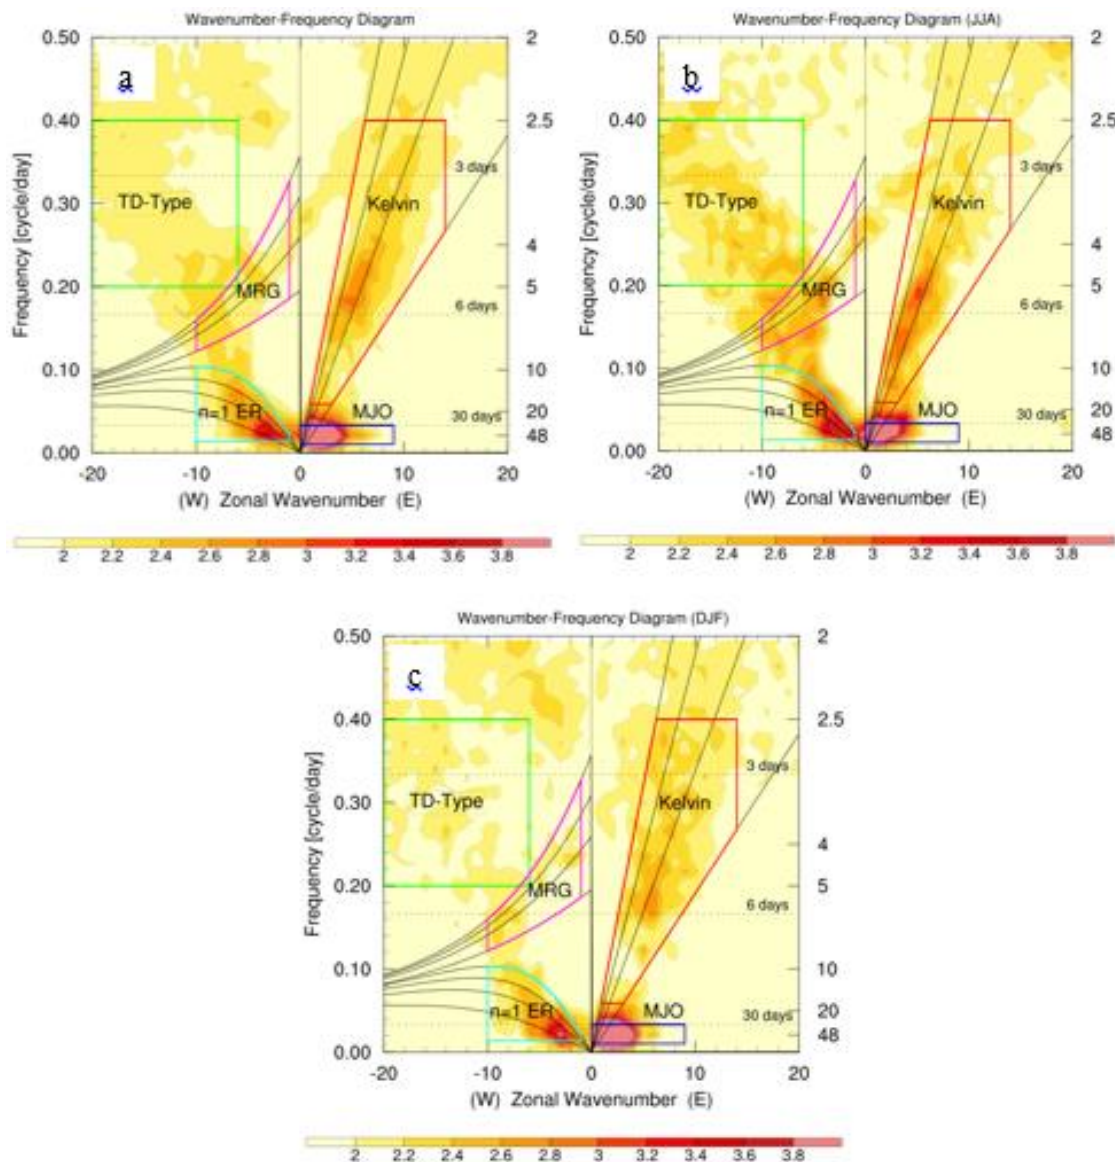 Wavenumber-Frequency Diagram
a
0.50
0.40
0.30
0.20
0.10
0.00
Frequency [cycle/day]
TD-Type
MRG
Kelvin
n=1 ER
MJO
3 days
6 days
30 days
2
2.5
4
5
10
20
48
-20 -10 0 10 20
(W) Zonal Wavenumber (E)
2 2.2 2.4 2.6 2.8 3 3.2 3.4 3.6 3.8
Wavenumber-Frequency Diagram (JJA)
b
0.50
0.40
0.30
0.20
0.10
0.00
Frequency [cycle/day]
TD-Type
MRG
Kelvin
n=1 ER
MJO
3 days
6 days
30 days
2
2.5
4
5
10
20
48
-20 -10 0 10 20
(W) Zonal Wavenumber (E)
2 2.2 2.4 2.6 2.8 3 3.2 3.4 3.6 3.8
Wavenumber-Frequency Diagram (DJF)
c
0.50
0.40
0.30
0.20
0.10
0.00
Frequency [cycle/day]
TD-Type
MRG
Kelvin
n=1 ER
MJO
3 days
6 days
30 days
2
2.5
4
5
10
20
48
-20 -10 0 10 20
(W) Zonal Wavenumber (E)
2 2.2 2.4 2.6 2.8 3 3.2 3.4 3.6 3.8